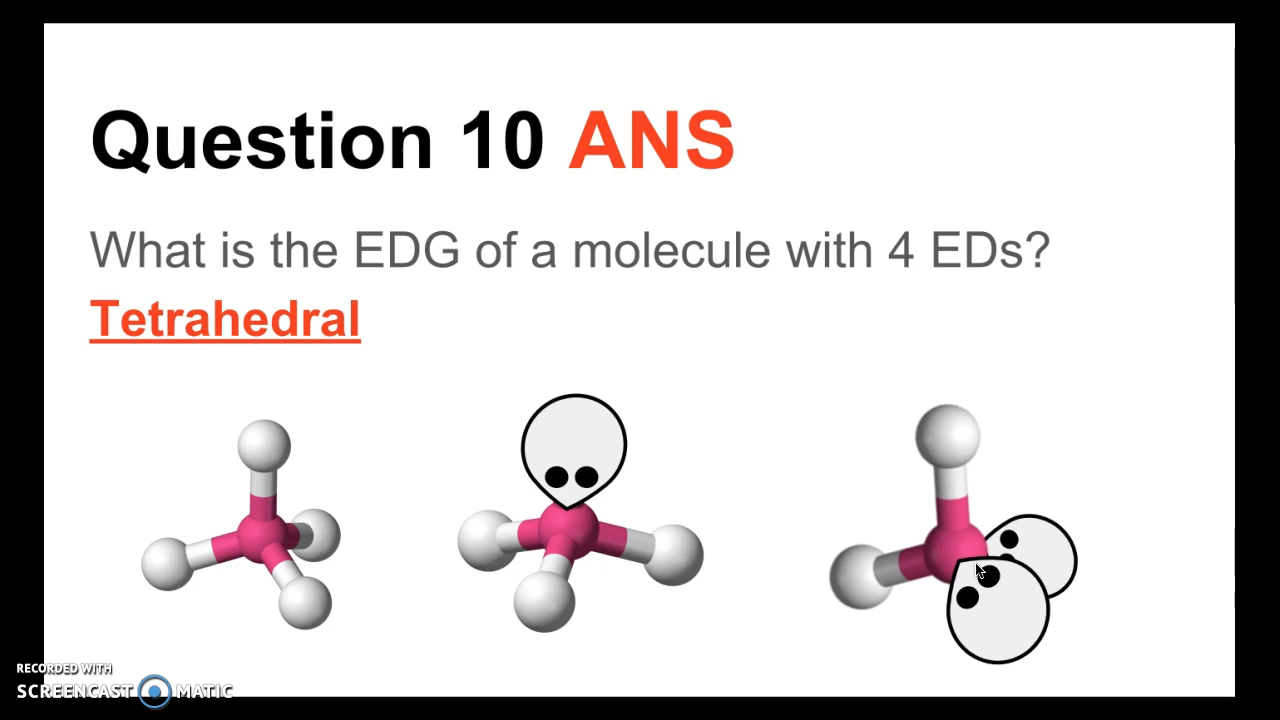 Question 10 ANS
What is the EDG of a molecule with 4 EDs?
Tetrahedral
RECORDED WITH
SCREENCAST MATIC